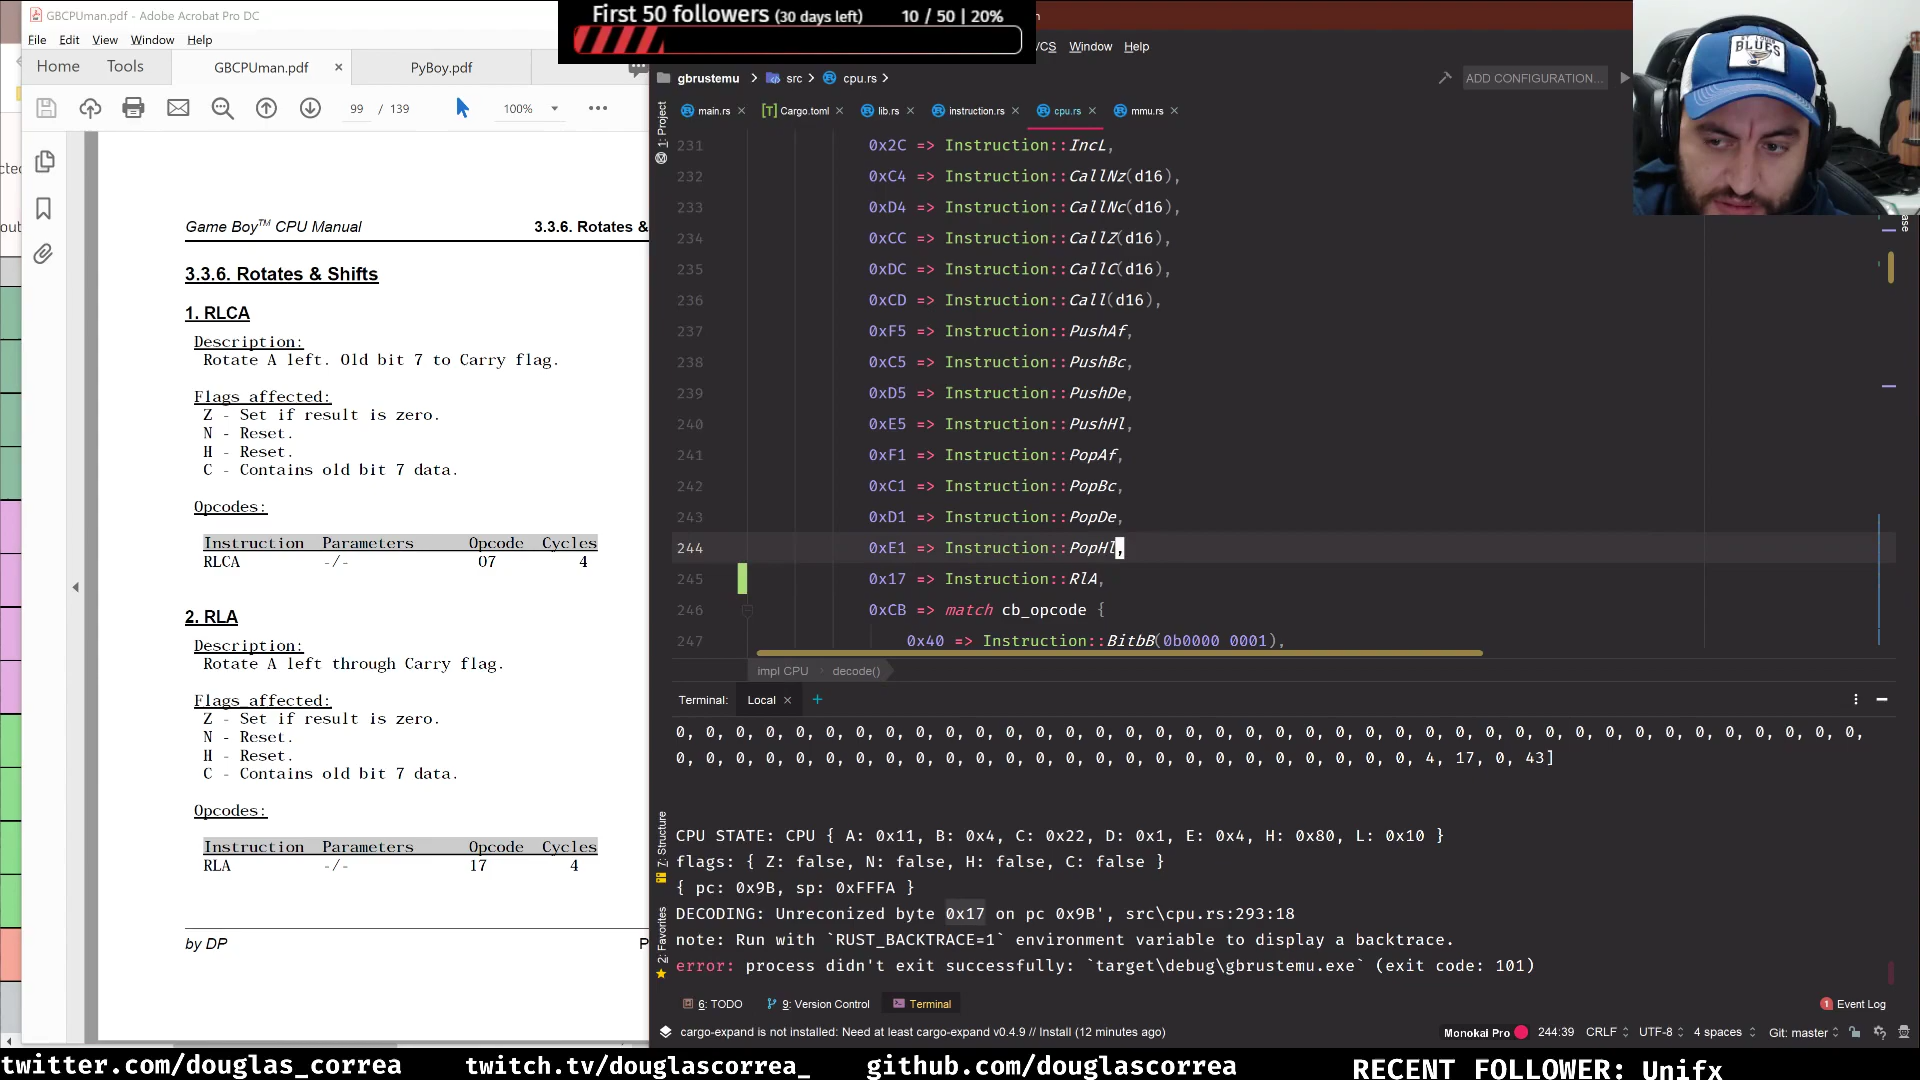 GBCPUman.pdf - Adobe Acrobat Pro DC
File Edit View Window Help
Home Tools GBCPUman.pdf × PyBoy.pdf
99 / 139 100%
Game Boy™ CPU Manual 3.3.6. Rotates &
3.3.6. Rotates & Shifts
1. RLCA
Description:
Rotate A left. Old bit 7 to Carry flag.
Flags affected:
Z - Set if result is zero.
N - Reset.
H - Reset.
C - Contains old bit 7 data.
Opcodes:
Instruction Parameters Opcode Cycles
RLCA -/- 07 4
2. RLA
Description:
Rotate A left through Carry flag.
Flags affected:
Z - Set if result is zero.
N - Reset.
H - Reset.
C - Contains old bit 7 data.
Opcodes:
Instruction Parameters Opcode Cycles
RLA -/- 17 4
by DP P
First 50 followers (30 days left) 10 / 50 | 20%
VCS Window Help
gbrustemu > src > cpu.rs >
ADD CONFIGURATION...
main.rs × [T] Cargo.toml × lib.rs × instruction.rs × cpu.rs × mmu.rs ×
1: Project
231 0x2C => Instruction::IncL,
232 0xC4 => Instruction::CallNz(d16),
233 0xD4 => Instruction::CallNc(d16),
234 0xCC => Instruction::CallZ(d16),
235 0xDC => Instruction::CallC(d16),
236 0xCD => Instruction::Call(d16),
237 0xF5 => Instruction::PushAf,
238 0xC5 => Instruction::PushBc,
239 0xD5 => Instruction::PushDe,
240 0xE5 => Instruction::PushHl,
241 0xF1 => Instruction::PopAf,
242 0xC1 => Instruction::PopBc,
243 0xD1 => Instruction::PopDe,
244 0xE1 => Instruction::PopHl,
245 0x17 => Instruction::RlA,
246 0xCB => match cb_opcode {
247 0x40 => Instruction::BitbB(0b0000_0001),
impl CPU > decode()
Terminal: Local × +
0, 0, 0, 0, 0, 0, 0, 0, 0, 0, 0, 0, 0, 0, 0, 0, 0, 0, 0, 0, 0, 0, 0, 0, 0, 0, 0, 0, 0, 0, 0, 0, 0, 0, 0, 0, 0, 0, 0, 0,
0, 0, 0, 0, 0, 0, 0, 0, 0, 0, 0, 0, 0, 0, 0, 0, 0, 0, 0, 0, 0, 0, 0, 0, 0, 4, 17, 0, 43]
CPU STATE: CPU { A: 0x11, B: 0x4, C: 0x22, D: 0x1, E: 0x4, H: 0x80, L: 0x10 }
flags: { Z: false, N: false, H: false, C: false }
{ pc: 0x9B, sp: 0xFFFA }
DECODING: Unreconized byte 0x17 on pc 0x9B', src\cpu.rs:293:18
note: Run with `RUST_BACKTRACE=1` environment variable to display a backtrace.
error: process didn't exit successfully: `target\debug\gbrustemu.exe` (exit code: 101)
7: Structure
2: Favorites
6: TODO 9: Version Control Terminal 1 Event Log
cargo-expand is not installed: Need at least cargo-expand v0.4.9 // Install (12 minutes ago) Monokai Pro 244:39 CRLF UTF-8 4 spaces Git: master
BLUES
twitter.com/douglas_correa twitch.tv/douglascorrea_ github.com/douglascorrea RECENT FOLLOWER: Unifx